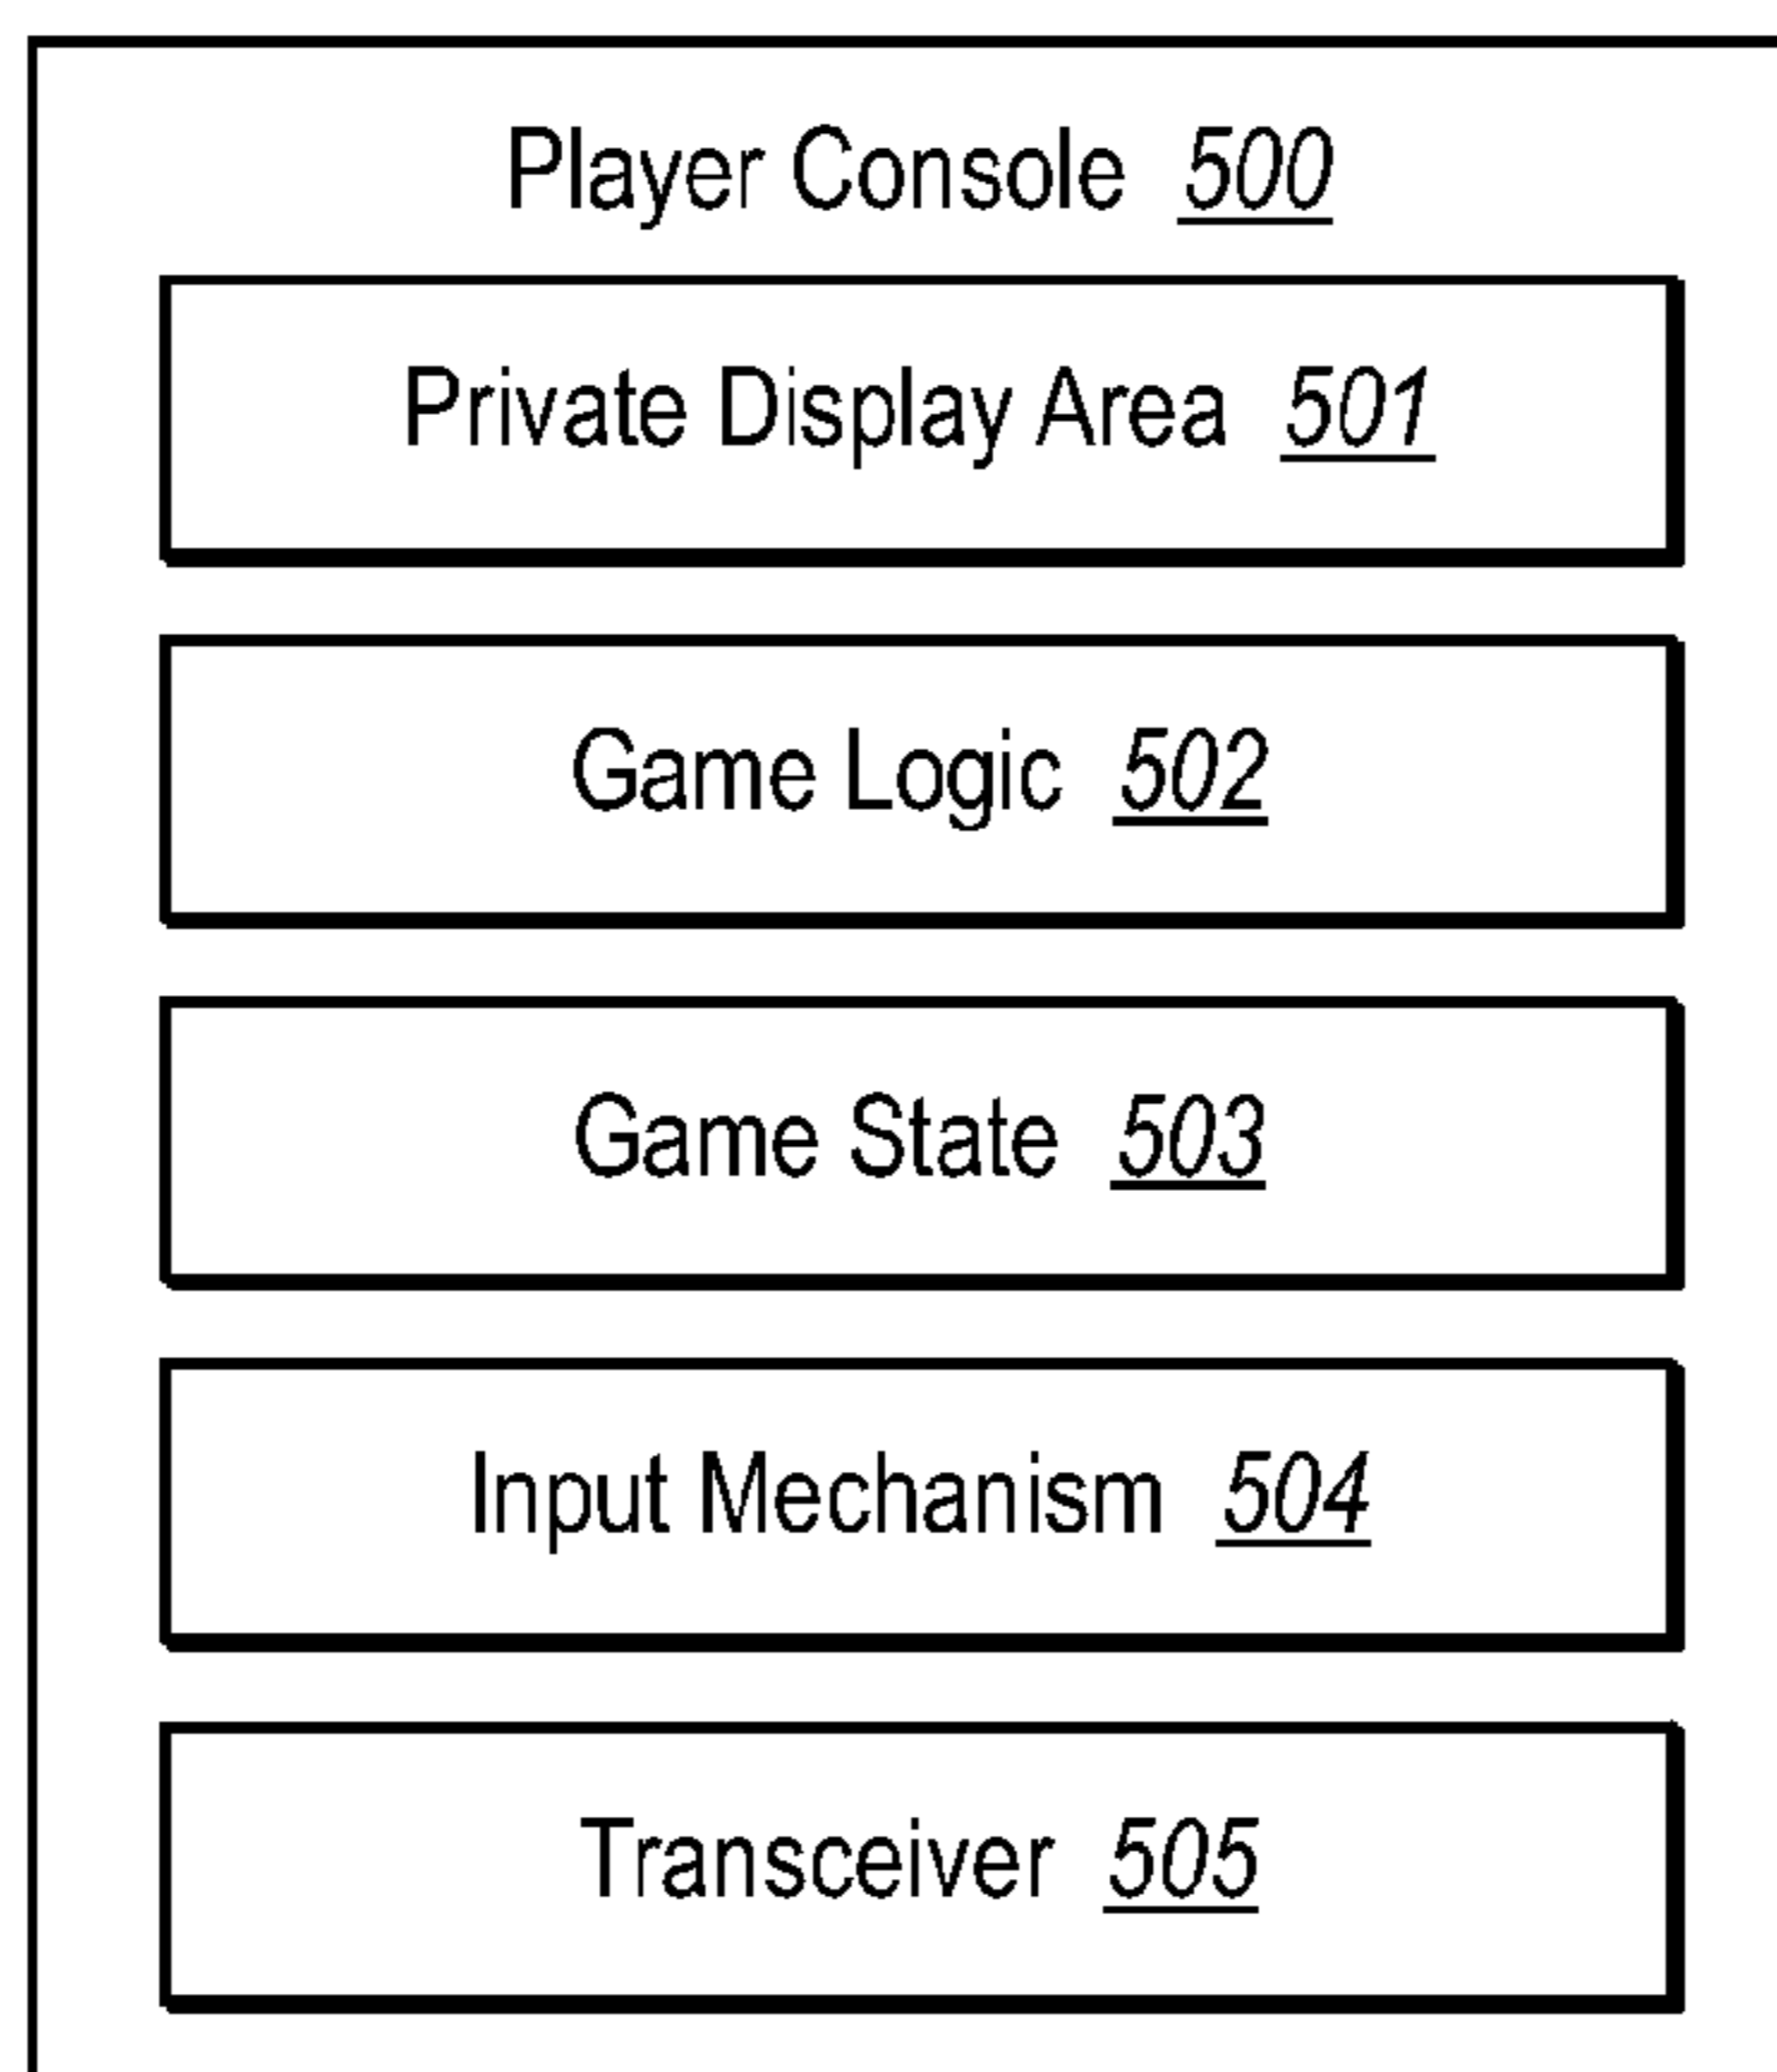 Player Console 500
Private Display Area 501
Game Logic 502
Game State 503
Input Mechanism 504
Transceiver 505